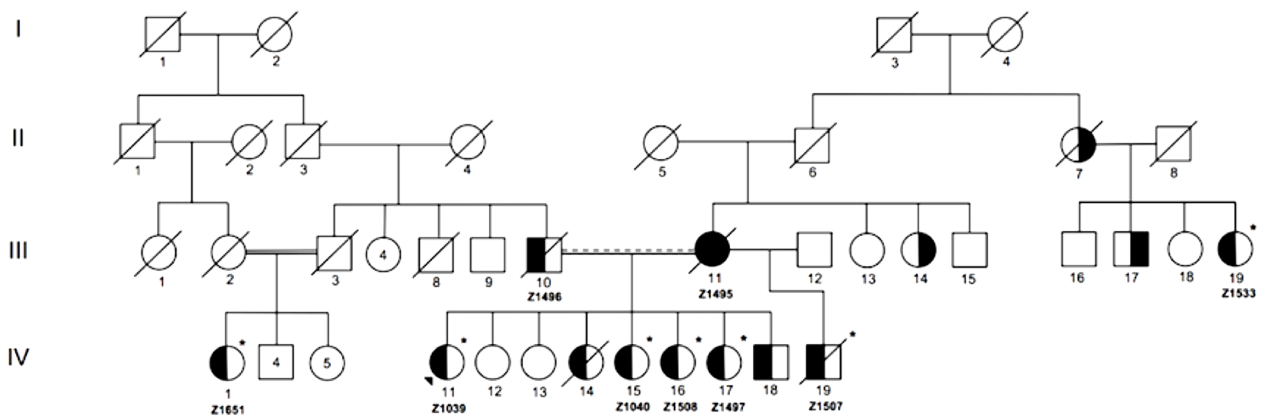 I
1 2 3 4
II
1 2 3 4 5 6 7 8
III
1 2 3 4 8 9 10 11 12 13 14 15 16 17 18 19 *
Z1496 Z1495 Z1533
IV
1 * 4 5 11 * 12 13 14 15 * 16 * 17 * 18 19 *
Z1651 Z1039 Z1040 Z1508 Z1497 Z1507